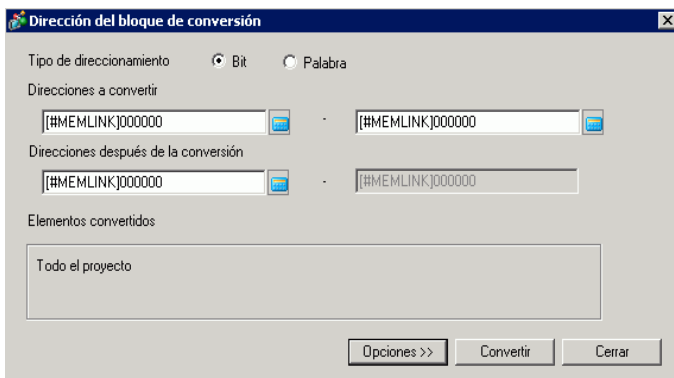 Dirección del bloque de conversión
Tipo de direccionamiento Bit Palabra
Direcciones a convertir
[#MEMLINK]000000 - [#MEMLINK]000000
Direcciones después de la conversión
[#MEMLINK]000000 - [#MEMLINK]000000
Elementos convertidos
Todo el proyecto
Opciones >> Convertir Cerrar